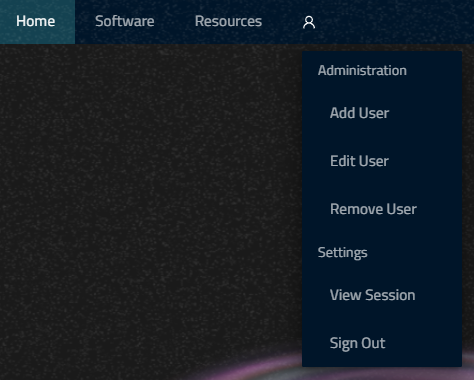 Home Software Resources
Administration
Add User
Edit User
Remove User
Settings
View Session
Sign Out